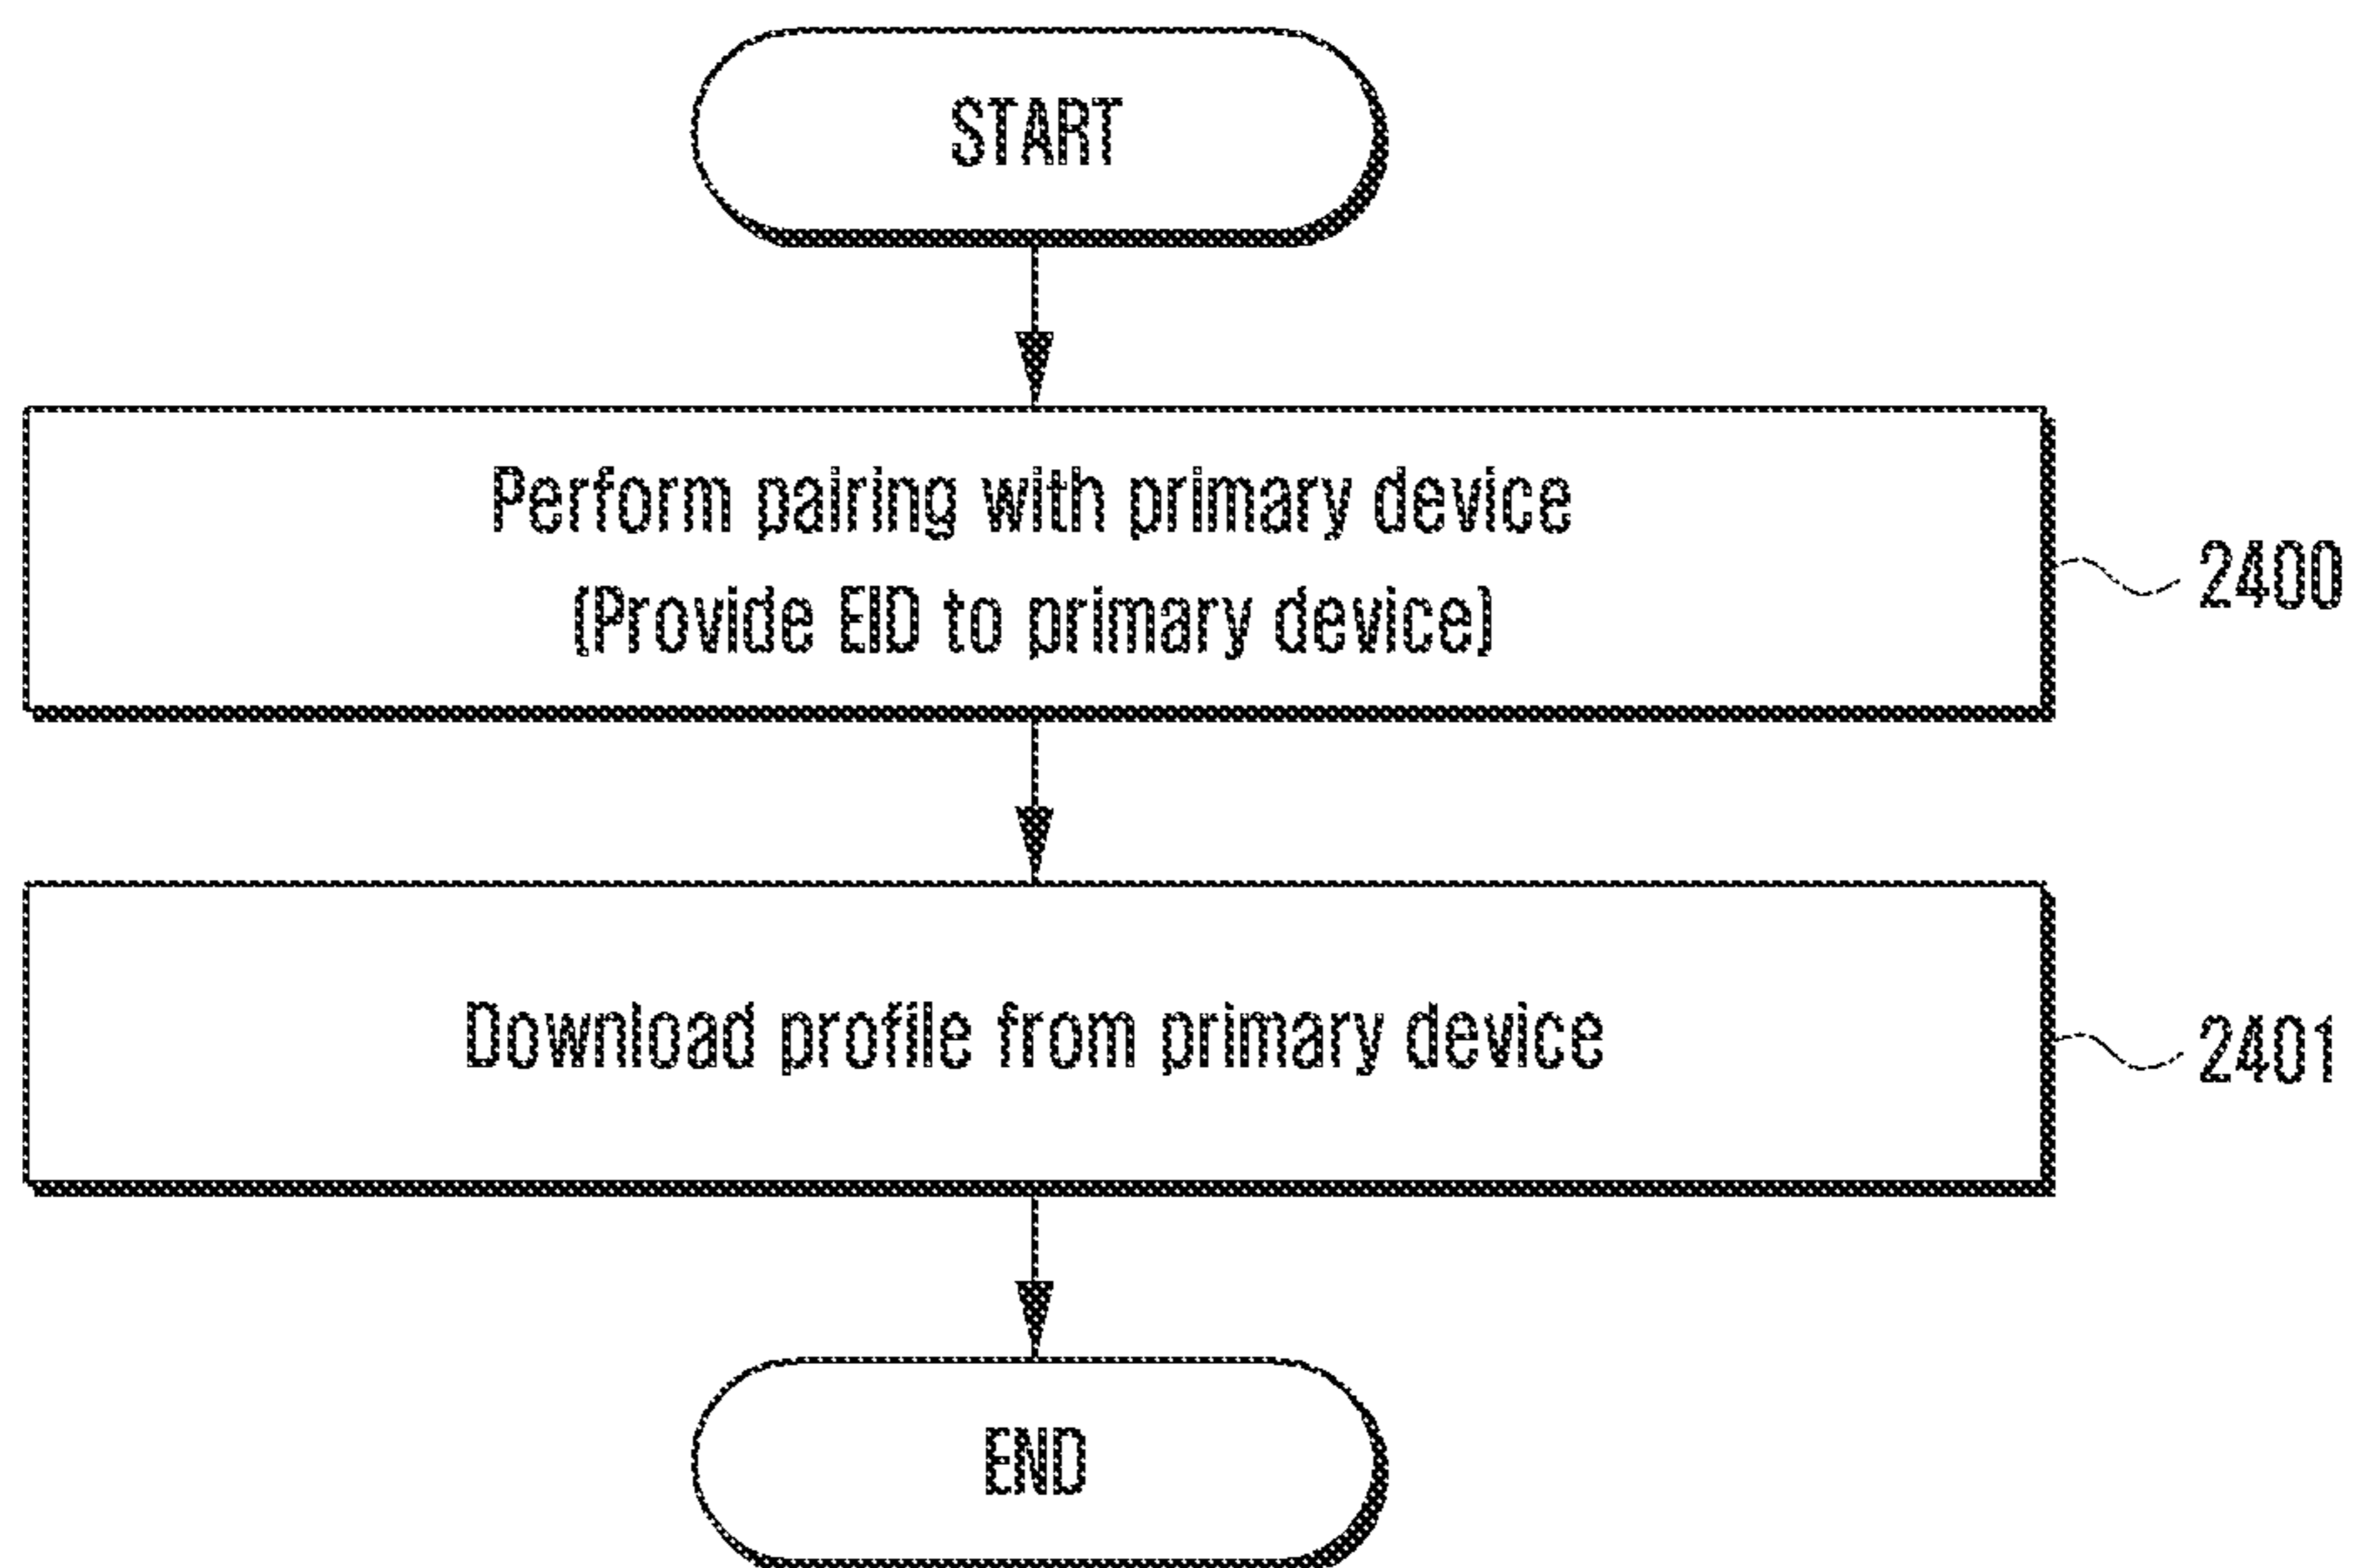 START
Perform pairing with primary device
(Provide EID to primary device)
2400
Download profile from primary device
2401
END